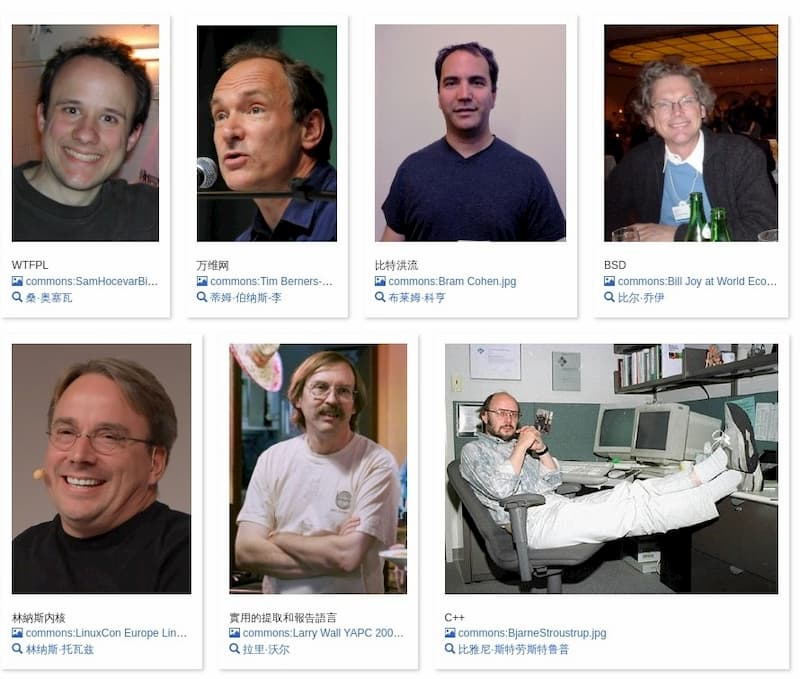 WTFPL
commons:SamHocevarBi...
桑·奥塞瓦
万维网
commons:Tim Berners-...
蒂姆·伯纳斯-李
比特洪流
commons:Bram Cohen.jpg
布莱姆·科亨
BSD
commons:Bill Joy at World Eco...
比尔·乔伊
林納斯内核
commons:LinuxCon Europe Lin...
林纳斯·托瓦兹
實用的提取和報告語言
commons:Larry Wall YAPC 200...
拉里·沃尔
C++
commons:BjarneStroustrup.jpg
比雅尼·斯特劳斯特鲁普